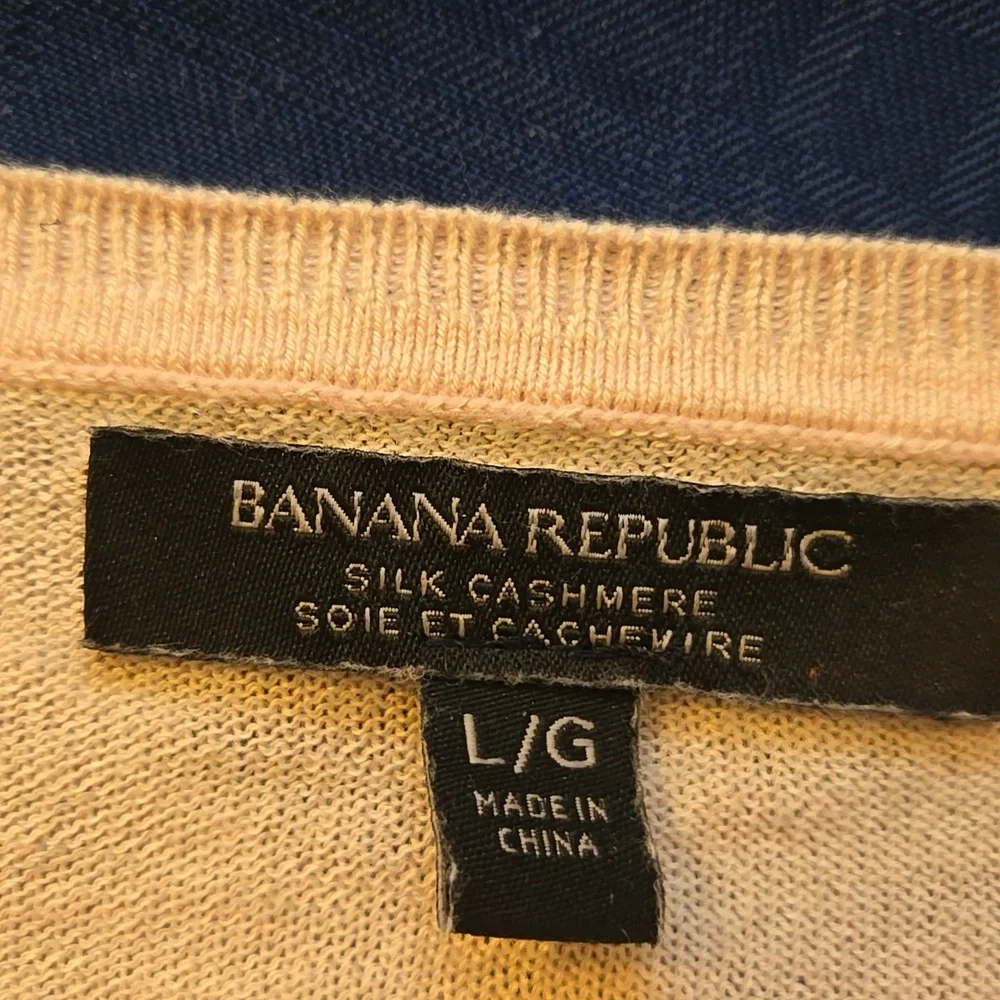 BANANA REPUBLIC
SILK CASHMERE
SOIE ET CACHEMIRE
L/G
MADE IN
CHINA